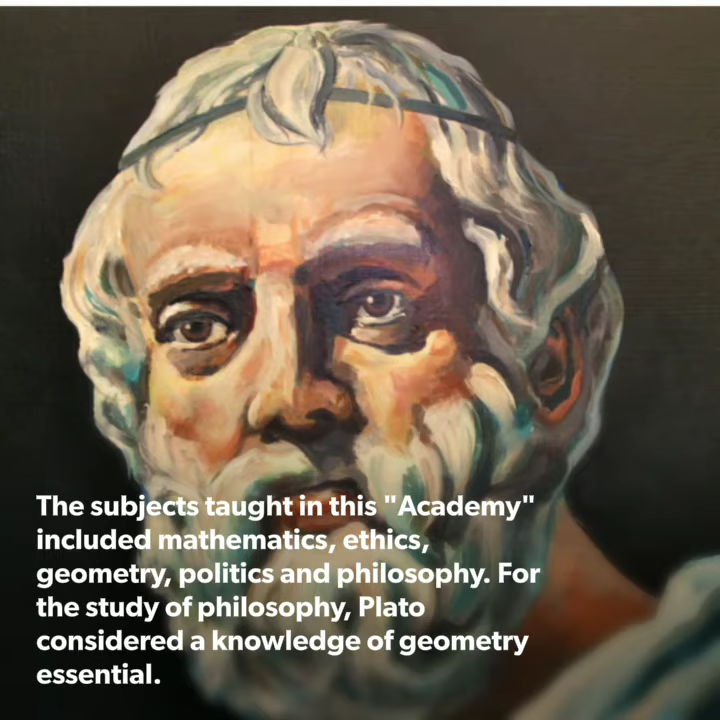 The subjects taught in this "Academy"
included mathematics, ethics,
geometry, politics and philosophy. For
the study of philosophy, Plato
considered a knowledge of geometry
essential.